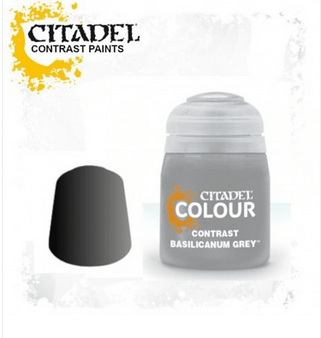 CITADEL
CONTRAST PAINTS
CITADEL
COLOUR
CONTRAST
BASILICANUM GREY™